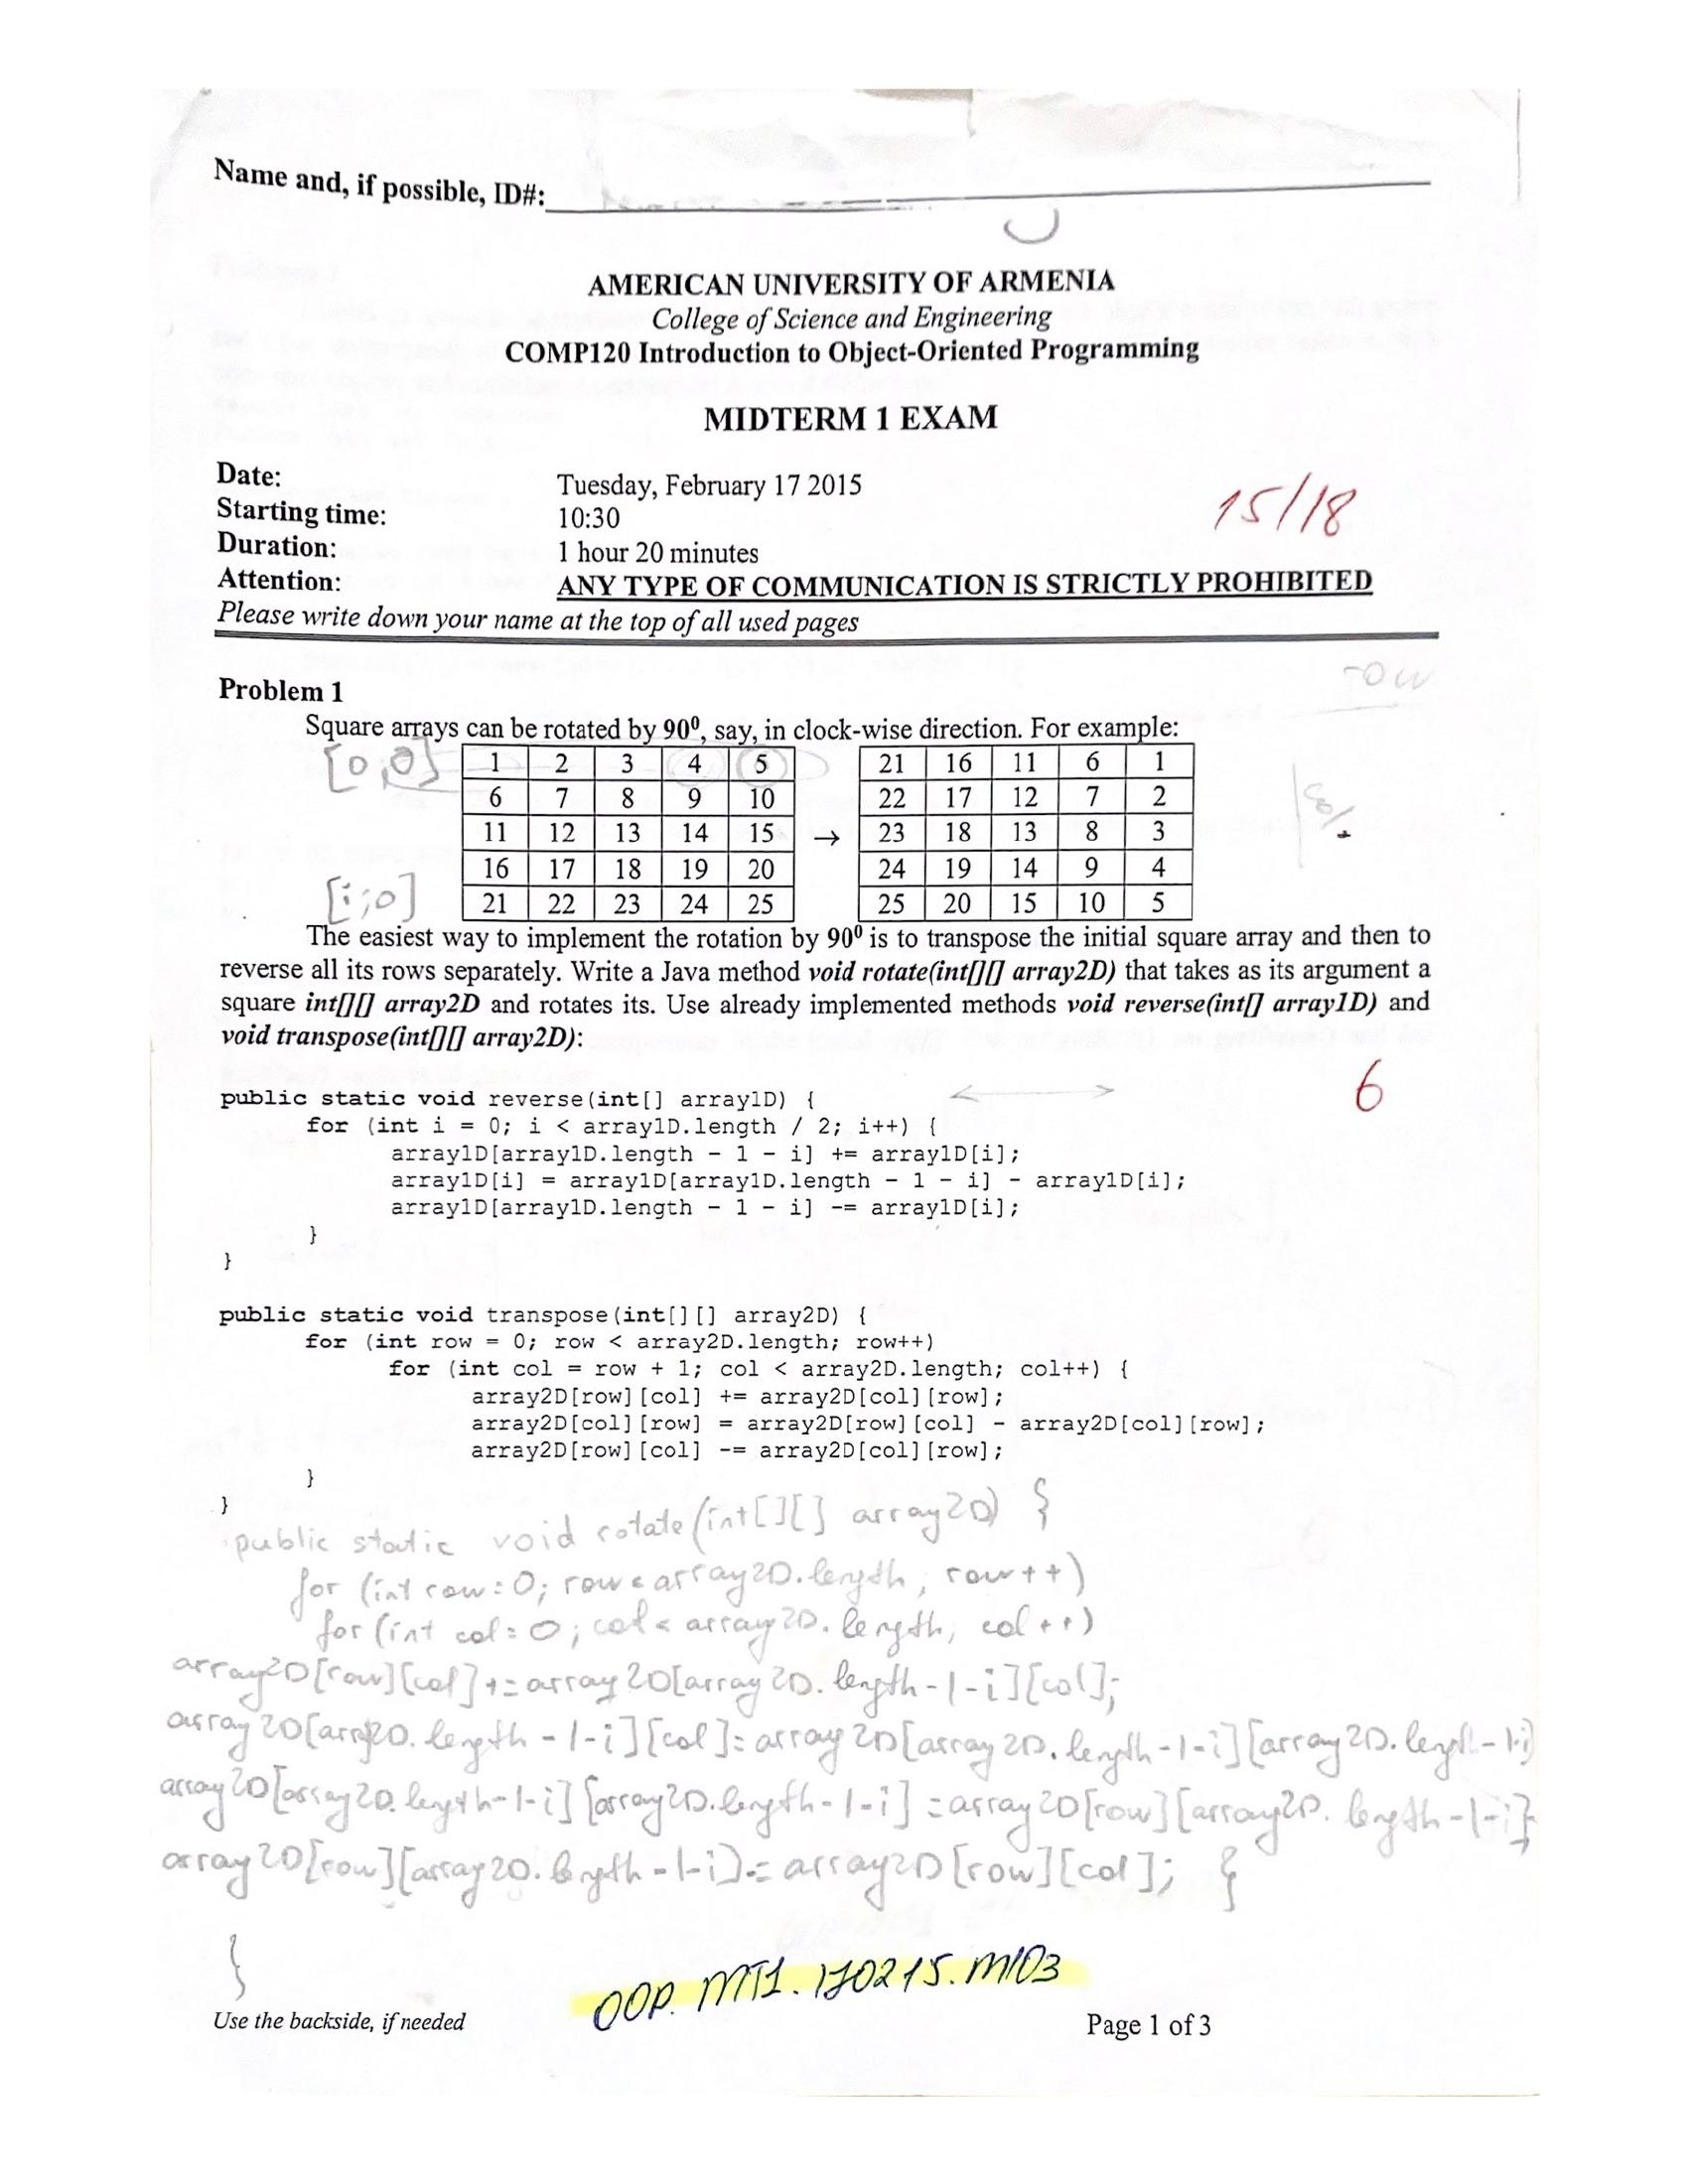 Name and, if possible, ID#:
AMERICAN UNIVERSITY OF ARMENIA
College of Science and Engineering
COMP120 Introduction to Object-Oriented Programming
MIDTERM 1 EXAM
Date: Tuesday, February 17 2015
15/18
Starting time: 10:30
Duration: 1 hour 20 minutes
Attention: ANY TYPE OF COMMUNICATION IS STRICTLY PROHIBITED
Please write down your name at the top of all used pages
row
Problem 1
Square arrays can be rotated by 90⁰, say, in clock-wise direction. For example:
[0,0] 1 2 3 4 5 21 16 11 6 1
6 7 8 9 10 22 17 12 7 2
11 12 13 14 15 → 23 18 13 8 3
16 17 18 19 20 24 19 14 9 4
[i;0] 21 22 23 24 25 25 20 15 10 5
The easiest way to implement the rotation by 90⁰ is to transpose the initial square array and then to
reverse all its rows separately. Write a Java method void rotate(int[][] array2D) that takes as its argument a
square int[][] array2D and rotates its. Use already implemented methods void reverse(int[] array1D) and
void transpose(int[][] array2D):
6
public static void reverse(int[] array1D) {
for (int i = 0; i < array1D.length / 2; i++) {
array1D[array1D.length - 1 - i] += array1D[i];
array1D[i] = array1D[array1D.length - 1 - i] - array1D[i];
array1D[array1D.length - 1 - i] -= array1D[i];
}
}
public static void transpose(int[][] array2D) {
for (int row = 0; row < array2D.length; row++)
for (int col = row + 1; col < array2D.length; col++) {
array2D[row][col] += array2D[col][row];
array2D[col][row] = array2D[row][col] - array2D[col][row];
array2D[row][col] -= array2D[col][row];
}
}
public static void rotate(int[][] array2D) {
for (int row = 0; row < array2D.length, row++)
for (int col = 0; col < array2D.length, col++)
array2D[row][col] += array2D[array2D.length-1-i][col];
array2D[arr2D.length-1-i][col] = array2D[array2D.length-1-i][array2D.length-1-i]
array2D[array2D.length-1-i][array2D.length-1-i] = array2D[row][array2D.length-1-i];
array2D[row][array2D.length-1-i] -= array2D[row][col]; }
}
OOP.MT1.170215.M103
Use the backside, if needed Page 1 of 3